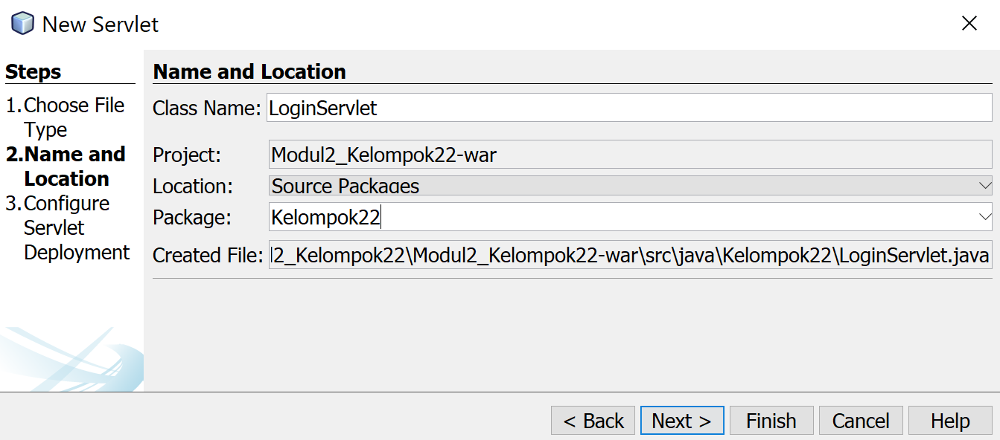 New Servlet
Steps
1. Choose File
Type
2. Name and
Location
3. Configure
Servlet
Deployment
Name and Location
Class Name: LoginServlet
Project: Modul2_Kelompok22-war
Location: Source Packages
Package: Kelompok22
Created File: l2_Kelompok22\Modul2_Kelompok22-war\src\java\Kelompok22\LoginServlet.java
< Back Next > Finish Cancel Help